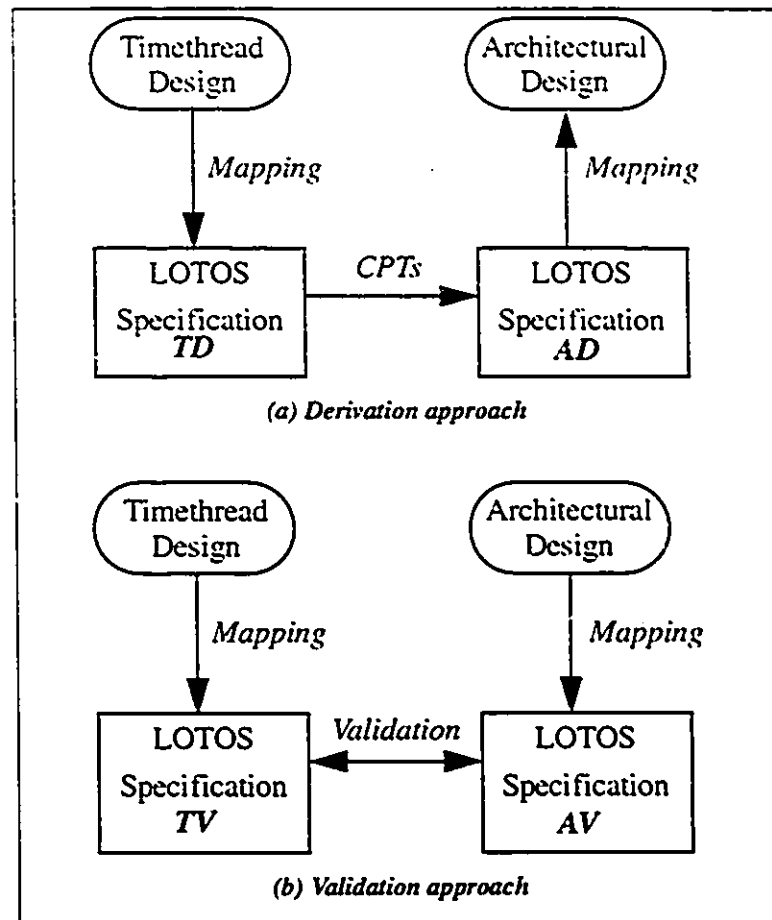 Timethread
Design
Architectural
Design
Mapping
Mapping
LOTOS
Specification
TD
CPTs
LOTOS
Specification
AD
(a) Derivation approach
Timethread
Design
Architectural
Design
Mapping
Mapping
LOTOS
Specification
TV
Validation
LOTOS
Specification
AV
(b) Validation approach